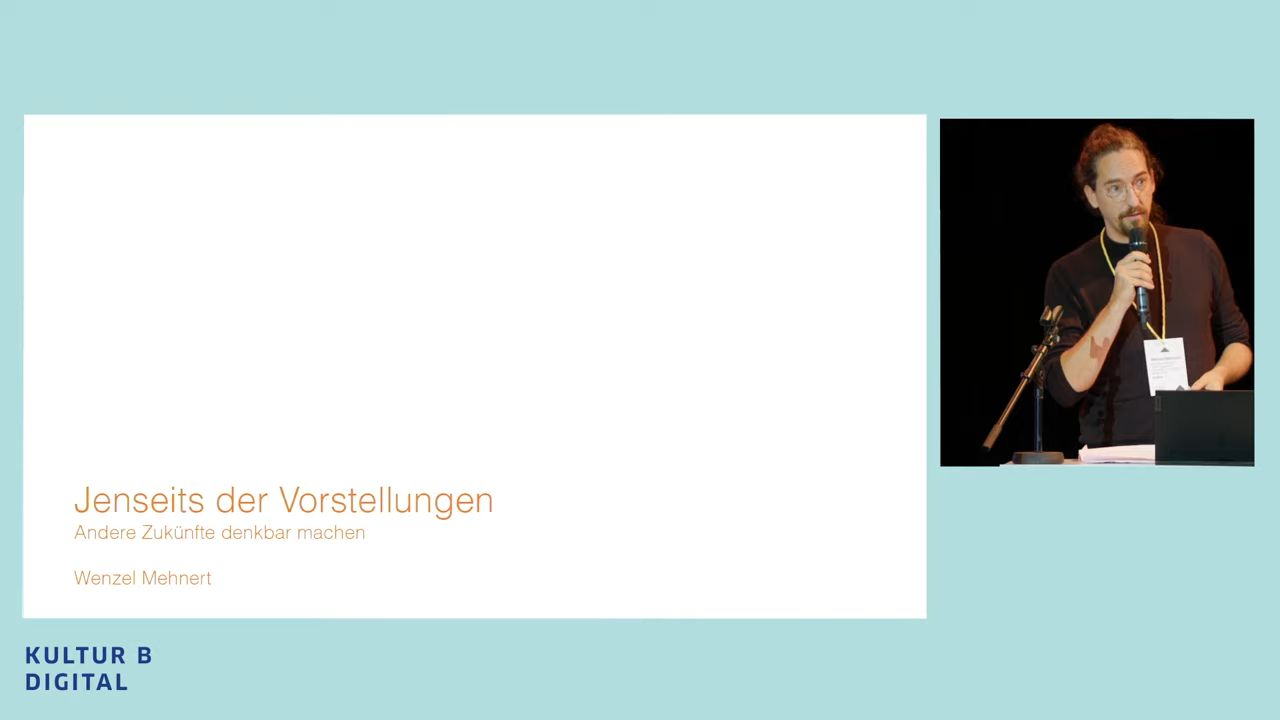 Jenseits der Vorstellungen
Andere Zukünfte denkbar machen
Wenzel Mehnert
KULTUR B
DIGITAL